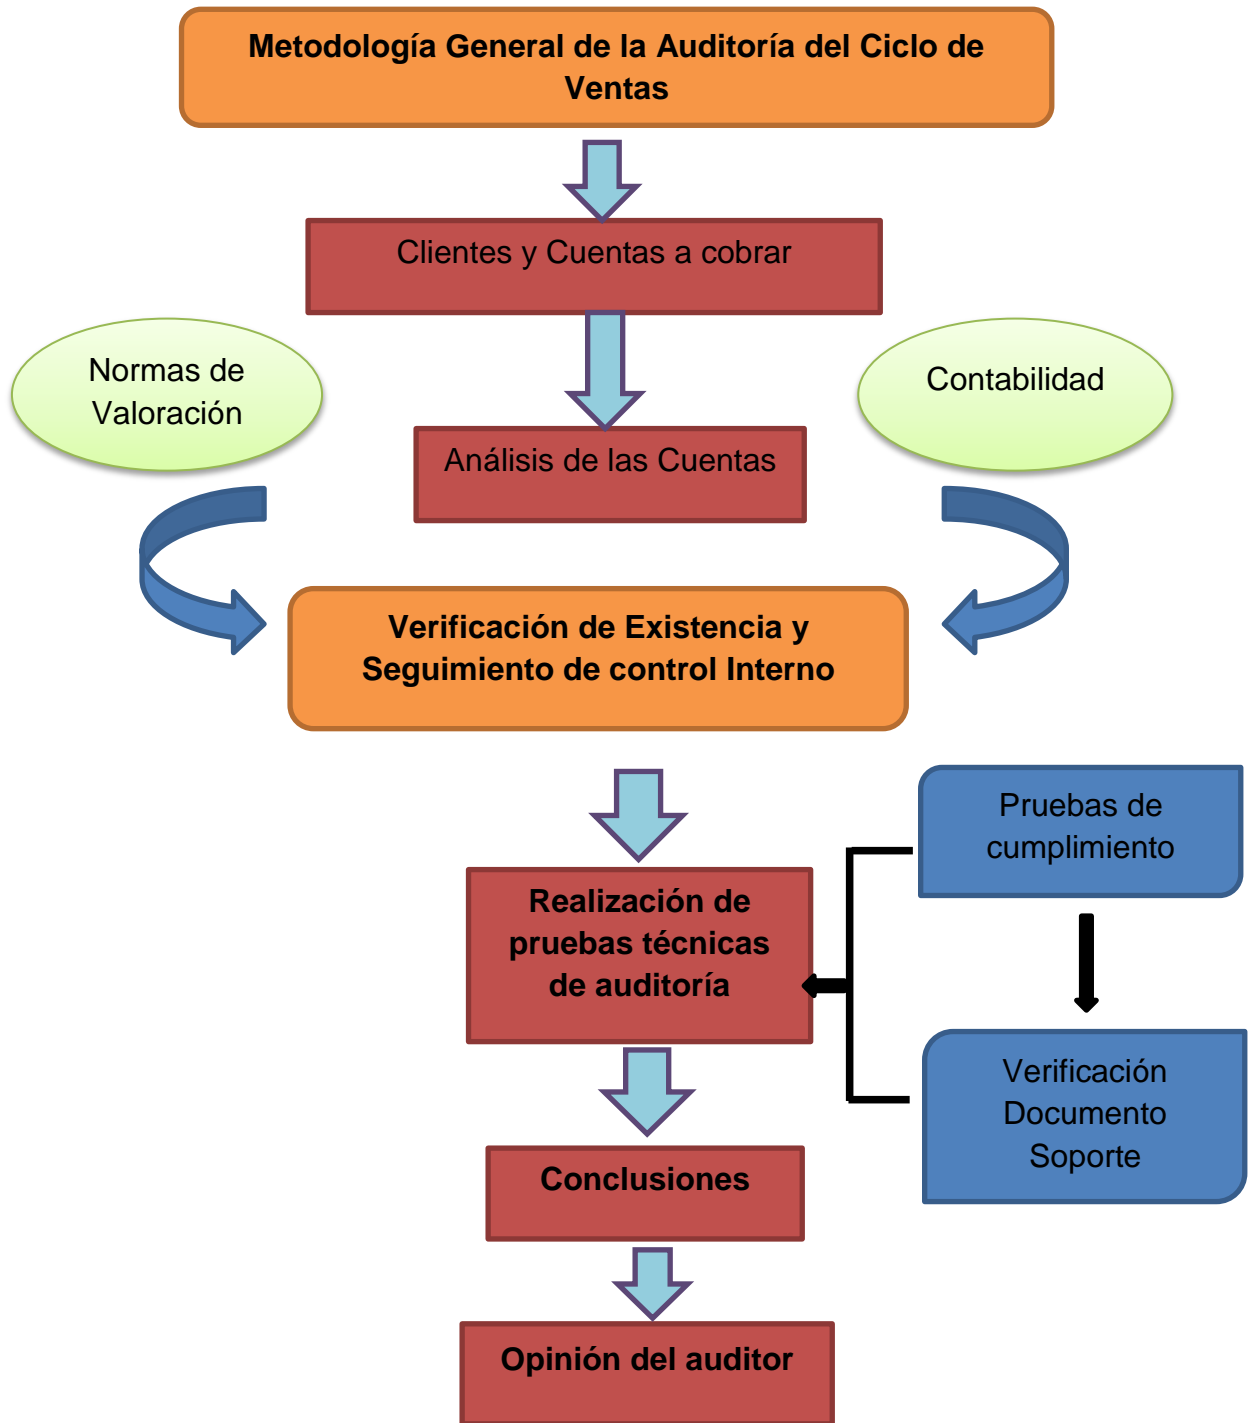 Metodología General de la Auditoría del Ciclo de
Ventas
Clientes y Cuentas a cobrar
Normas de
Valoración
Contabilidad
Análisis de las Cuentas
Verificación de Existencia y
Seguimiento de control Interno
Pruebas de
cumplimiento
Realización de
pruebas técnicas
de auditoría
Verificación
Documento
Soporte
Conclusiones
Opinión del auditor